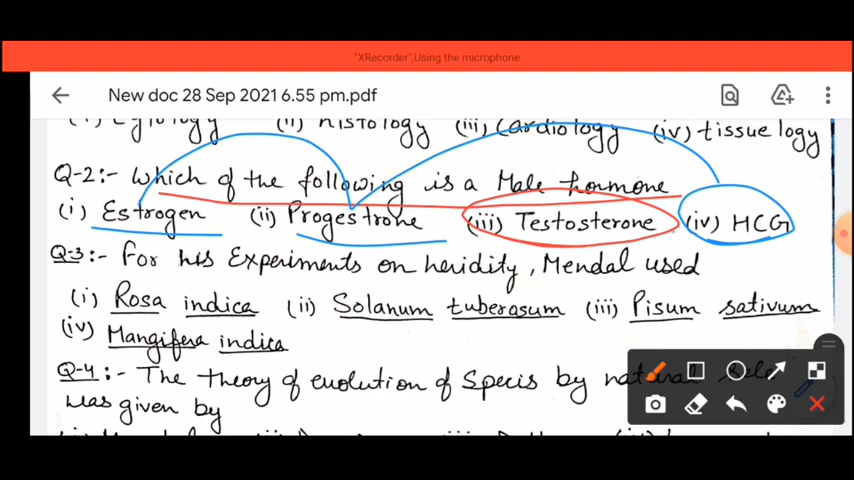 "XRecorder",Using the microphone
New doc 28 Sep 2021 6.55 pm.pdf
(ii) Histology (iii) Cardiology (iv) tissuelogy
Q-2:- Which of the following is a Male hormone
(i) Estrogen (ii) Progestrone (iii) Testosterone (iv) HCG
Q-3:- For his Experiments on heridity, Mendal used
(i) Rosa indica (ii) Solanum tuberasum (iii) Pisum sativum
(iv) Mangifera indica
Q-4:- The theory of evolution of Specis by natural
was given by